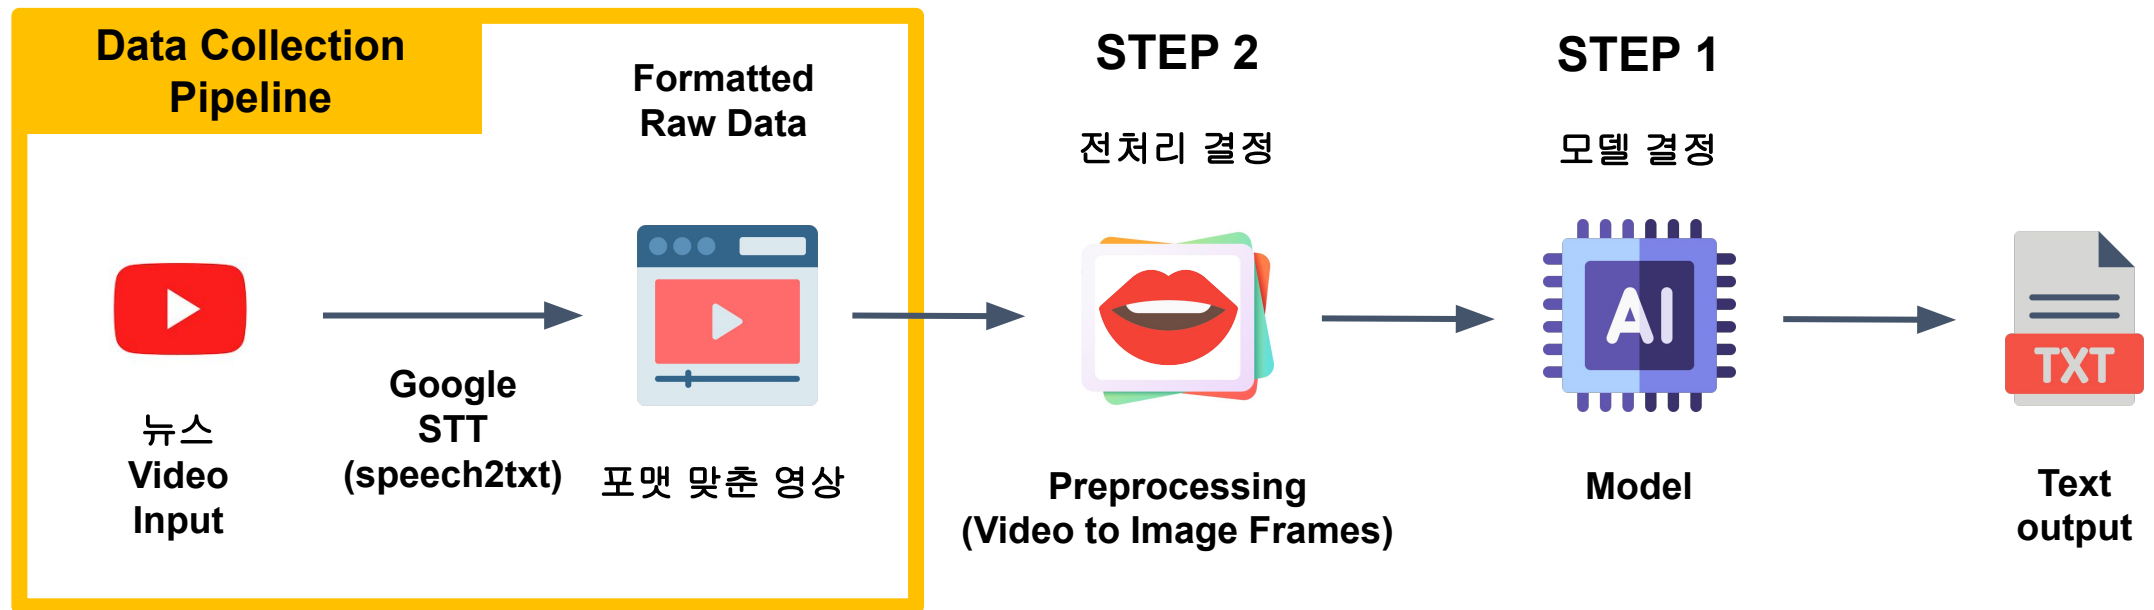 Data Collection
Pipeline
Formatted
Raw Data
STEP 2
STEP 1
전처리 결정
모델 결정
AI
TXT
Google
STT
(speech2txt)
뉴스
Video
Input
포맷 맞춘 영상
Preprocessing
(Video to Image Frames)
Model
Text
output